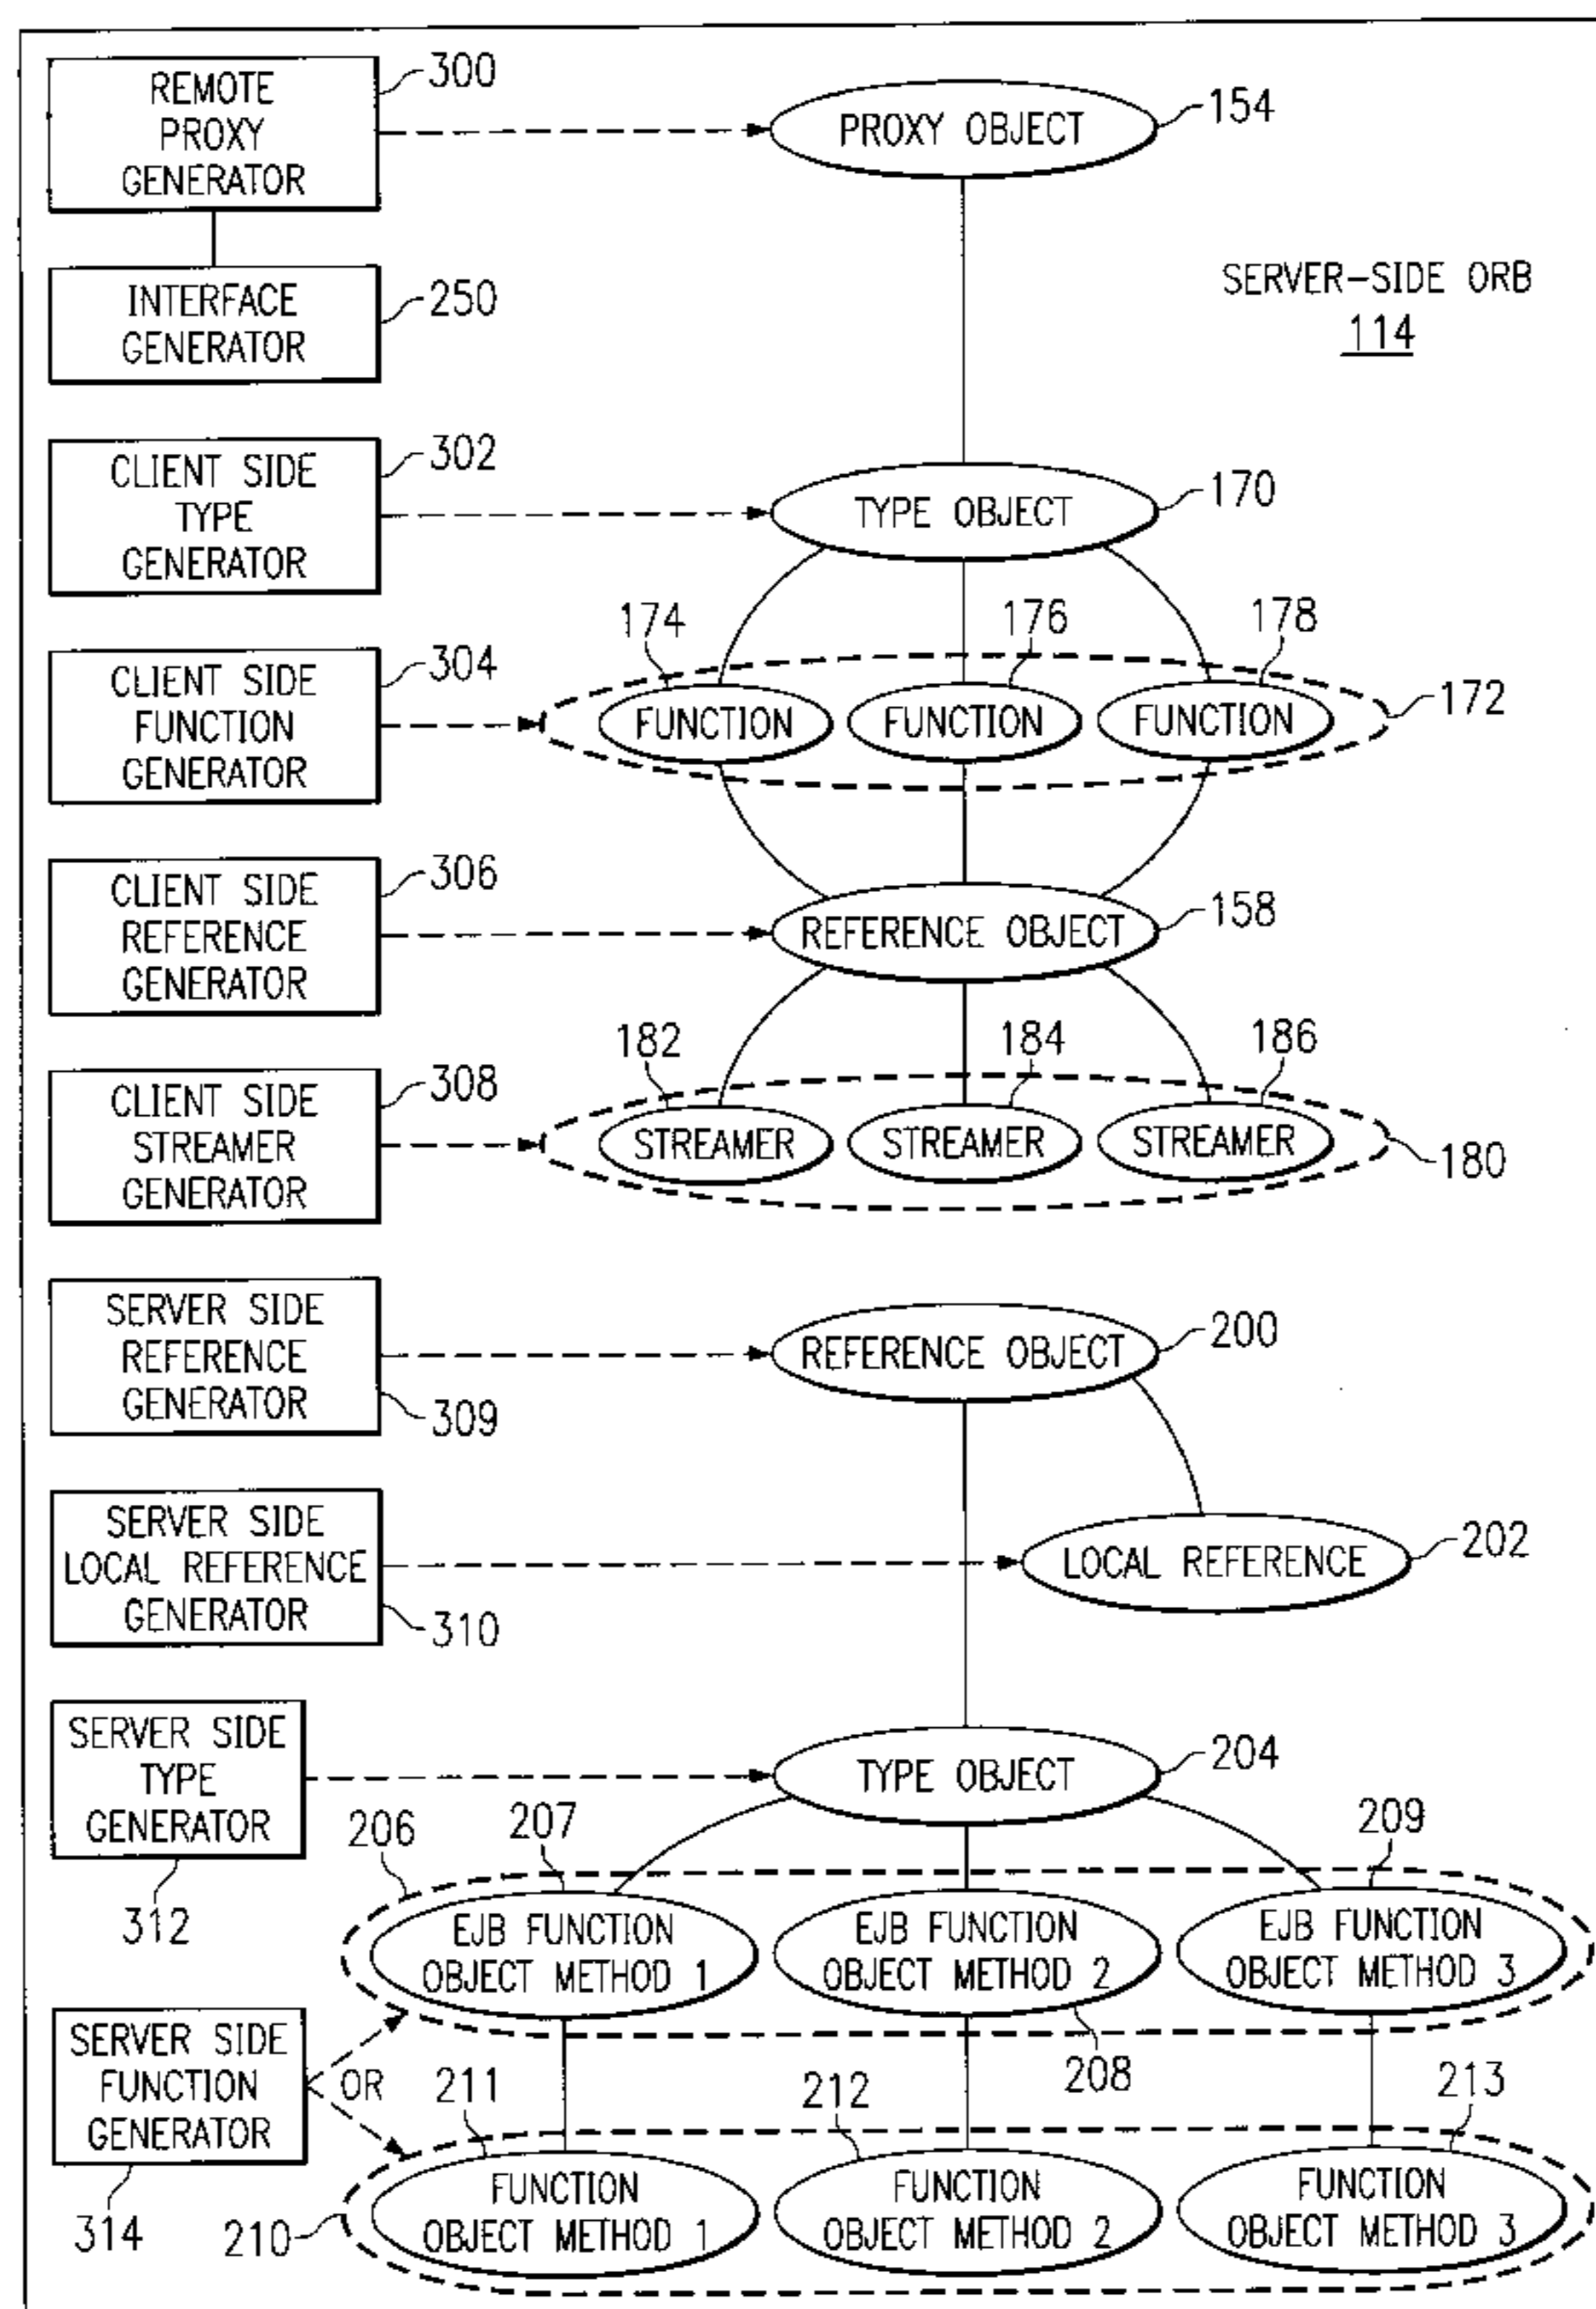 REMOTE
PROXY
GENERATOR
300
PROXY OBJECT
154
INTERFACE
GENERATOR
250
SERVER-SIDE ORB
114
CLIENT SIDE
TYPE
GENERATOR
302
TYPE OBJECT
170
174
176
178
CLIENT SIDE
FUNCTION
GENERATOR
304
FUNCTION
FUNCTION
FUNCTION
172
CLIENT SIDE
REFERENCE
GENERATOR
306
REFERENCE OBJECT
158
182
184
186
CLIENT SIDE
STREAMER
GENERATOR
308
STREAMER
STREAMER
STREAMER
180
SERVER SIDE
REFERENCE
GENERATOR
309
REFERENCE OBJECT
200
SERVER SIDE
LOCAL REFERENCE
GENERATOR
310
LOCAL REFERENCE
202
SERVER SIDE
TYPE
GENERATOR
312
TYPE OBJECT
204
206
207
209
EJB FUNCTION
OBJECT METHOD 1
EJB FUNCTION
OBJECT METHOD 2
EJB FUNCTION
OBJECT METHOD 3
208
SERVER SIDE
FUNCTION
GENERATOR
314
OR
211
212
213
210
FUNCTION
OBJECT METHOD 1
FUNCTION
OBJECT METHOD 2
FUNCTION
OBJECT METHOD 3